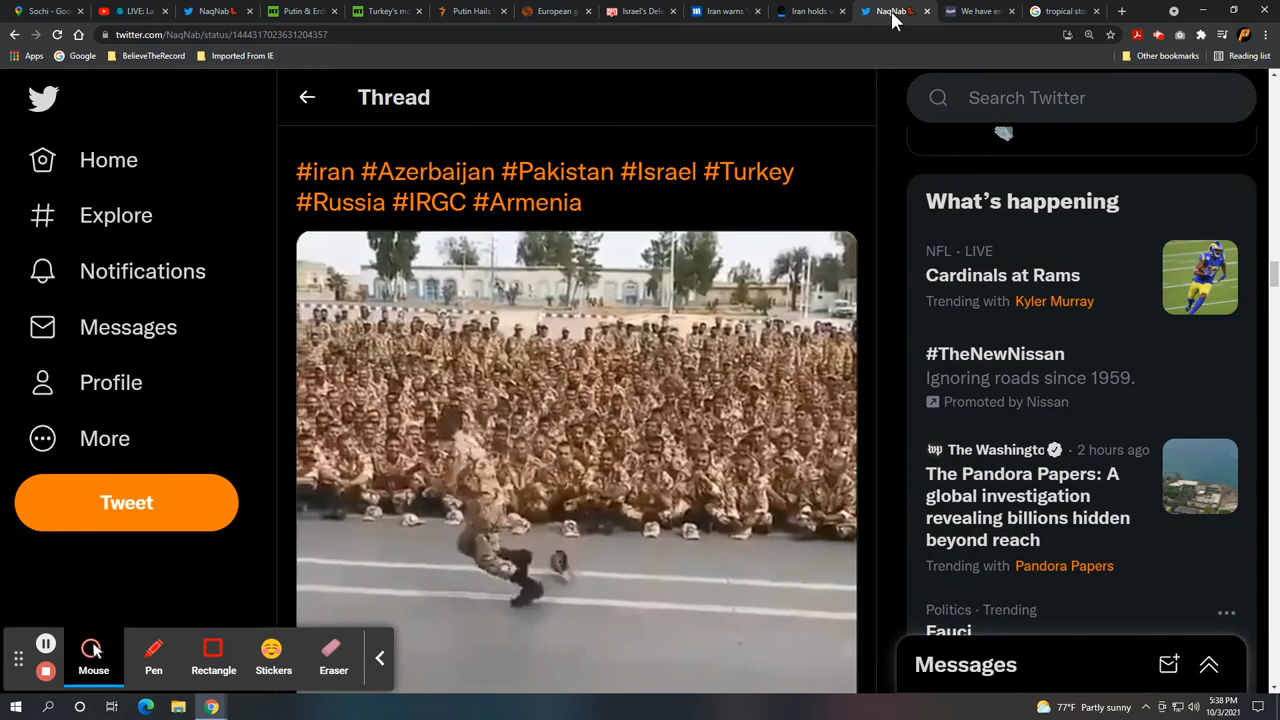 Sochi - Goo
LIVE: La
NaqNab
Putin & Erd
Turkey's mo
Putin Hails
European g
Israel's Def
Iran warns
Iran holds w
NaqNab
We have es
tropical sto
twitter.com/NaqNab/status/1444317023631204357
Apps
Google
BelieveTheRecord
Imported From IE
Other bookmarks
Reading list
Home
Explore
Notifications
Messages
Profile
More
Tweet
Thread
#iran #Azerbaijan #Pakistan #Israel #Turkey
#Russia #IRGC #Armenia
Search Twitter
What's happening
NFL · LIVE
Cardinals at Rams
Trending with Kyler Murray
#TheNewNissan
Ignoring roads since 1959.
Promoted by Nissan
The Washingto 2 hours ago
The Pandora Papers: A
global investigation
revealing billions hidden
beyond reach
Trending with Pandora Papers
Politics · Trending
Fauci
Messages
Mouse
Pen
Rectangle
Stickers
Eraser
77°F Partly sunny
5:38 PM
10/3/2021